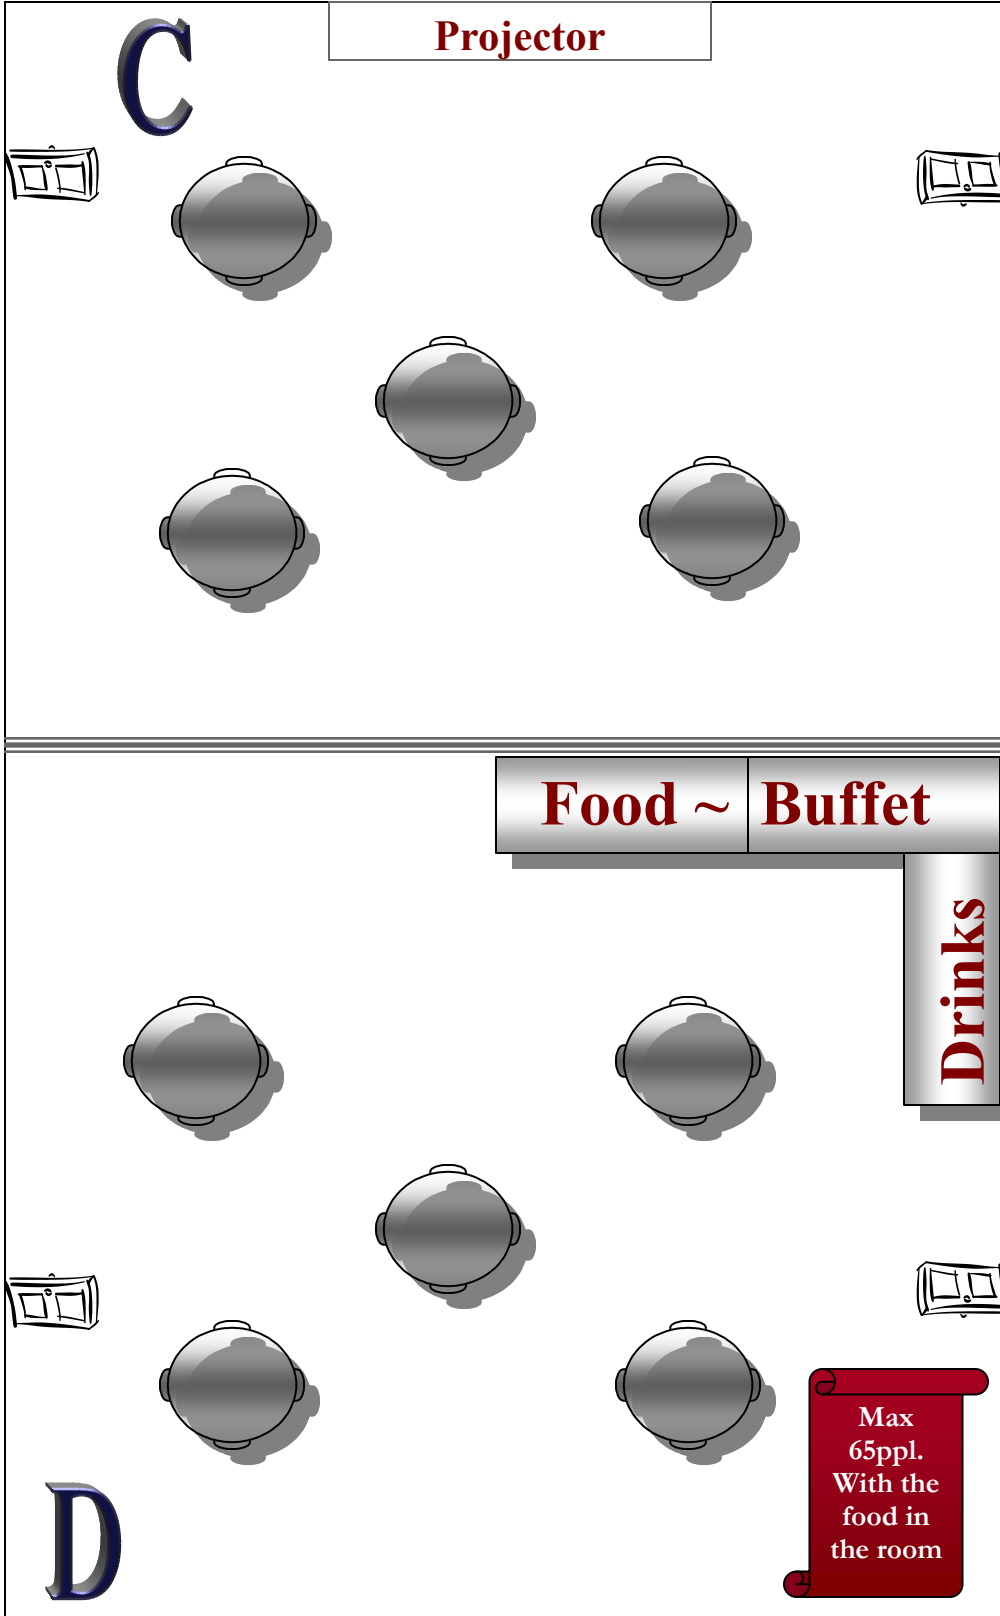 Projector
C
Food ~ Buffet
Drinks
Max
65ppl.
With the
food in
the room
D